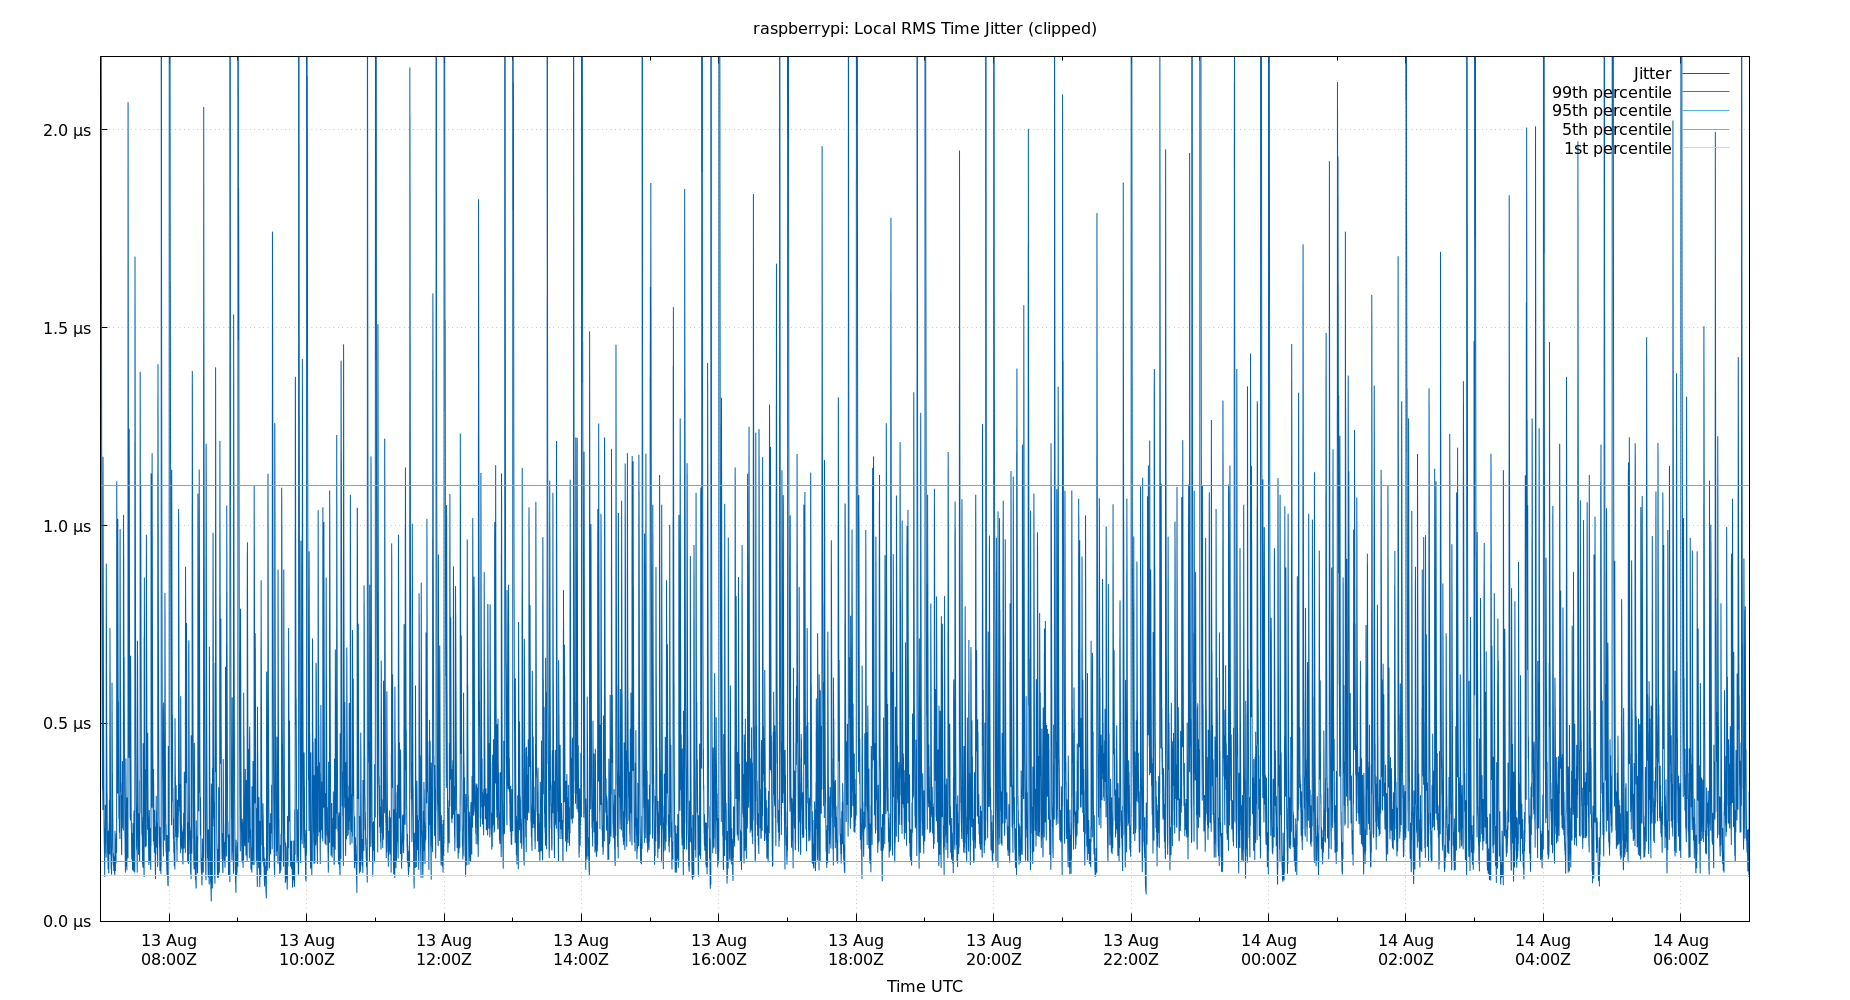 raspberrypi: Local RMS Time Jitter (clipped)
Jitter
99th percentile
95th percentile
5th percentile
1st percentile
2.0 µs
1.5 µs
1.0 µs
0.5 µs
0.0 µs
13 Aug 13 Aug 13 Aug 13 Aug 13 Aug 13 Aug 13 Aug 13 Aug 14 Aug 14 Aug 14 Aug 14 Aug
08:00Z 10:00Z 12:00Z 14:00Z 16:00Z 18:00Z 20:00Z 22:00Z 00:00Z 02:00Z 04:00Z 06:00Z
Time UTC